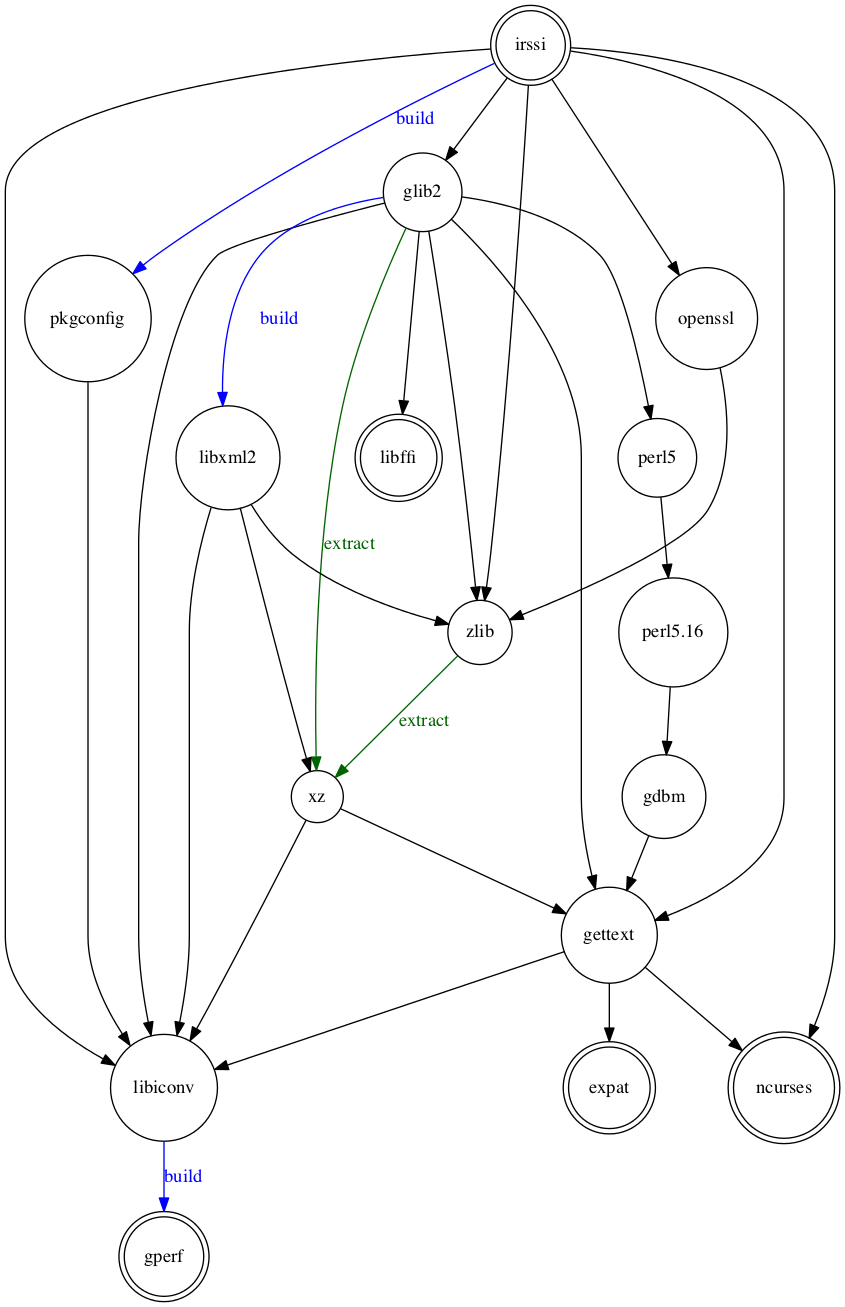 irssi
build
glib2
pkgconfig
build
openssl
libxml2
libffi
perl5
extract
zlib
perl5.16
extract
xz
gdbm
gettext
libiconv
expat
ncurses
build
gperf